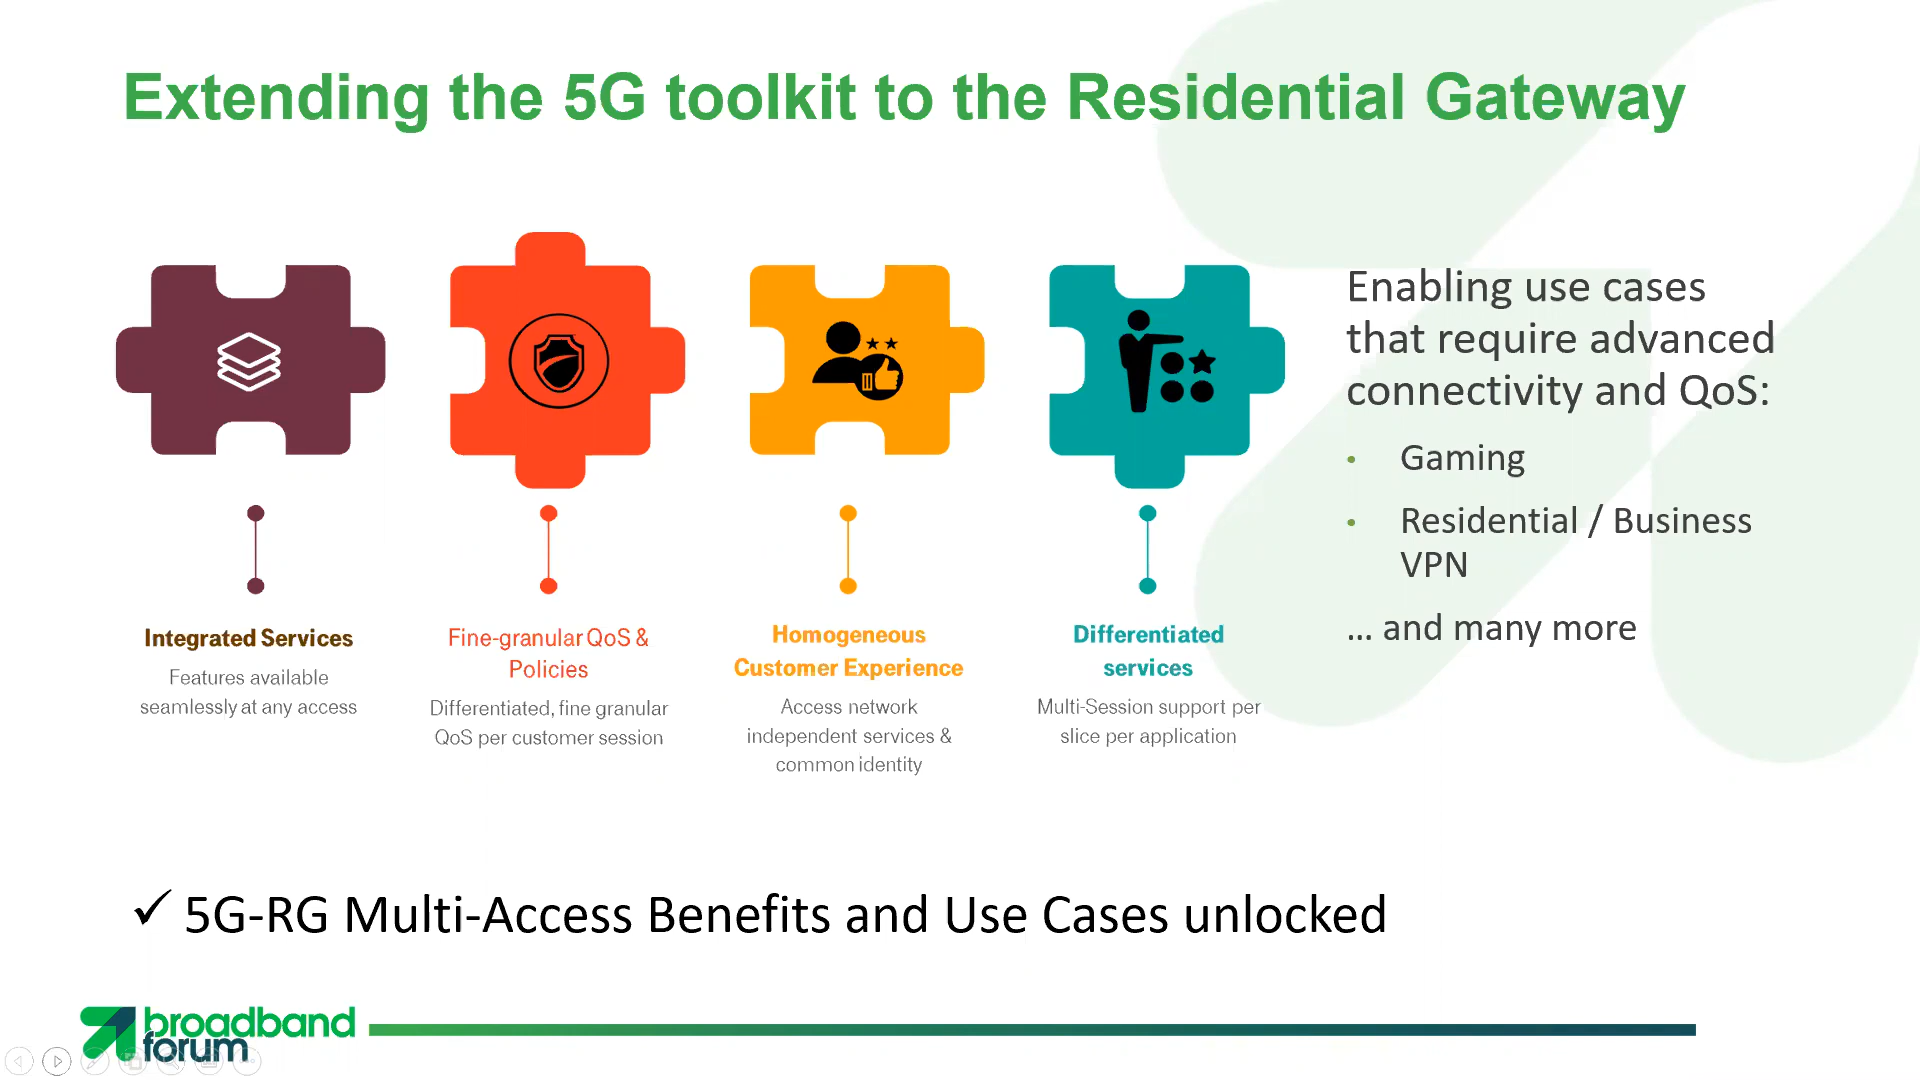 Extending the 5G toolkit to the Residential Gateway
Integrated Services
Features available
seamlessly at any access
Fine-granular QoS &
Policies
Differentiated, fine granular
QoS per customer session
Homogeneous
Customer Experience
Access network
independent services &
common identity
Differentiated
services
Multi-Session support per
slice per application
Enabling use cases
that require advanced
connectivity and QoS:
• Gaming
• Residential / Business
VPN
... and many more
✓ 5G-RG Multi-Access Benefits and Use Cases unlocked
broadband
forum